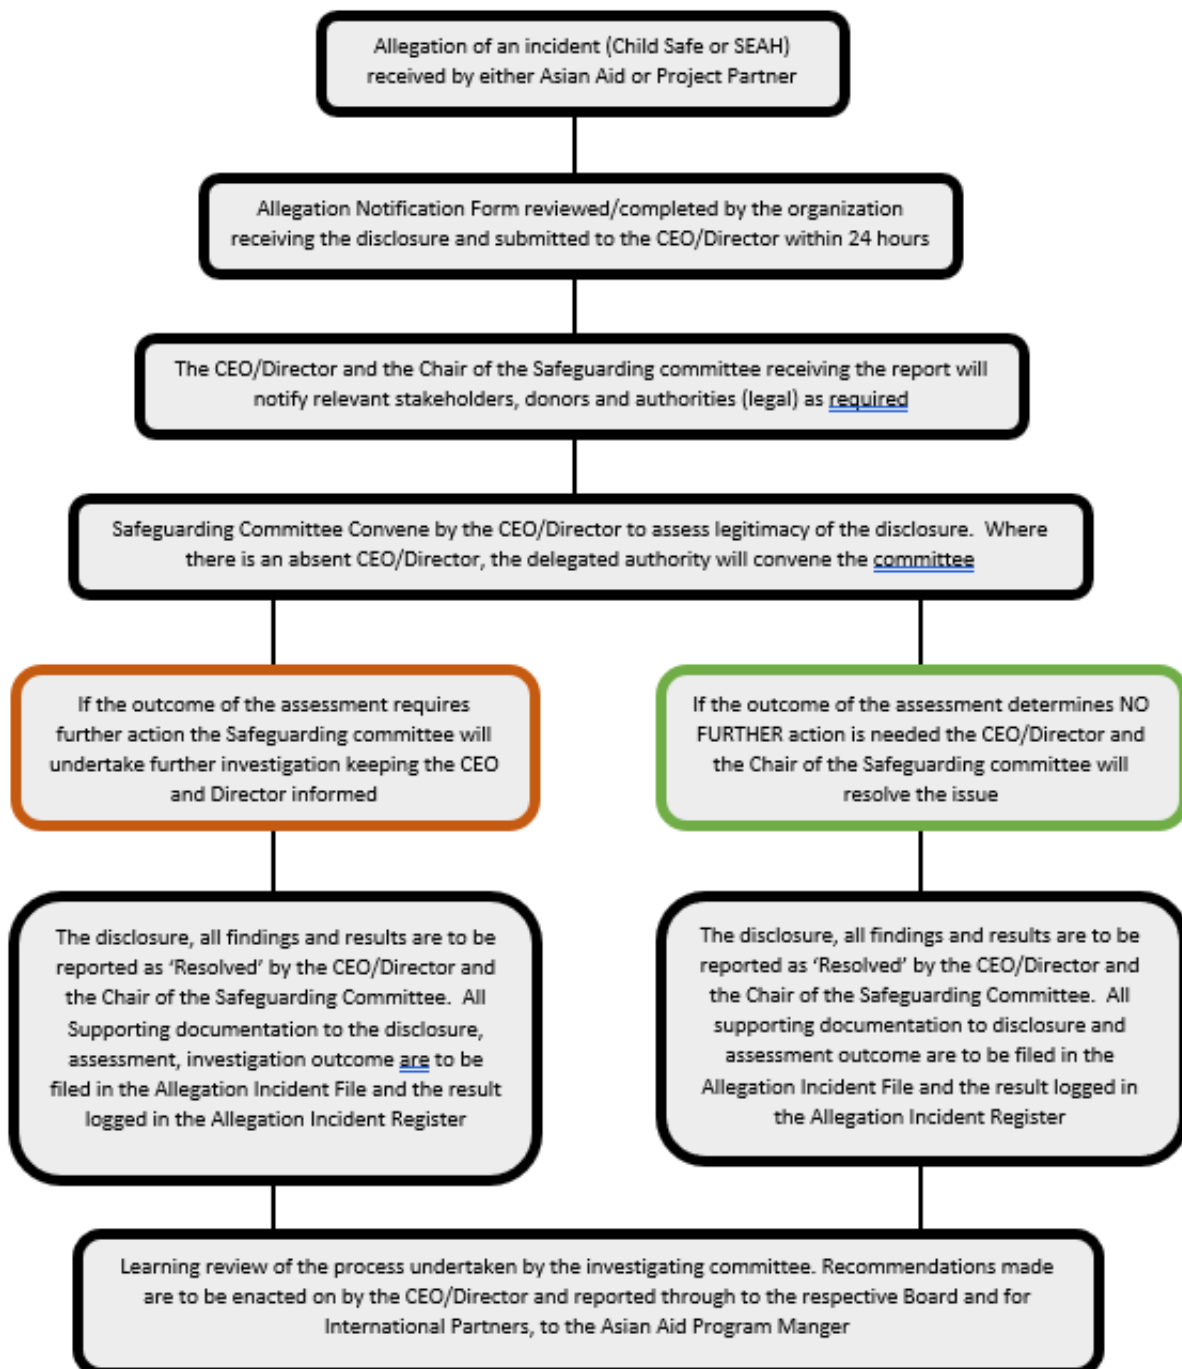 Allegation of an incident (Child Safe or SEAH)
received by either Asian Aid or Project Partner
Allegation Notification Form reviewed/completed by the organization
receiving the disclosure and submitted to the CEO/Director within 24 hours
The CEO/Director and the Chair of the Safeguarding committee receiving the report will
notify relevant stakeholders, donors and authorities (legal) as required
Safeguarding Committee Convene by the CEO/Director to assess legitimacy of the disclosure.  Where
there is an absent CEO/Director, the delegated authority will convene the committee
If the outcome of the assessment requires
further action the Safeguarding committee will
undertake further investigation keeping the CEO
and Director informed
If the outcome of the assessment determines NO
FURTHER action is needed the CEO/Director and
the Chair of the Safeguarding committee will
resolve the issue
The disclosure, all findings and results are to be
reported as ‘Resolved’ by the CEO/Director and
the Chair of the Safeguarding Committee.  All
Supporting documentation to the disclosure,
assessment, investigation outcome are to be
filed in the Allegation Incident File and the result
logged in the Allegation Incident Register
The disclosure, all findings and results are to be
reported as ‘Resolved’ by the CEO/Director and
the Chair of the Safeguarding Committee.  All
supporting documentation to disclosure and
assessment outcome are to be filed in the
Allegation Incident File and the result logged in
the Allegation Incident Register
Learning review of the process undertaken by the investigating committee. Recommendations made
are to be enacted on by the CEO/Director and reported through to the respective Board and for
International Partners, to the Asian Aid Program Manger